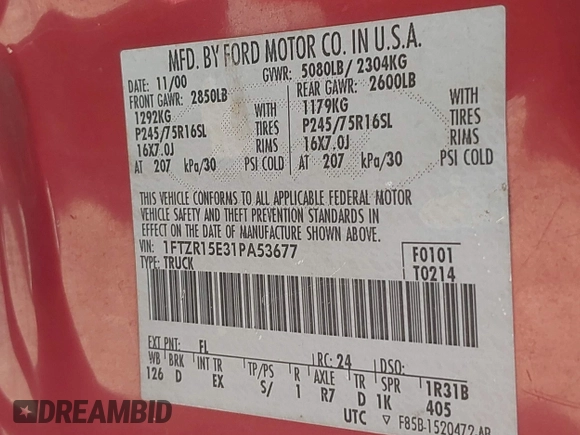 MFD. BY FORD MOTOR CO. IN U.S.A.
DATE: 11/00 GVWR: 5080LB/ 2304KG
FRONT GAWR: 2850LB REAR GAWR: 2600LB
1292KG WITH 1179KG WITH
P245/75R16SL TIRES P245/75R16SL TIRES
16X7.0J RIMS 16X7.0J RIMS
AT 207 kPa/30 PSI COLD AT 207 kPa/30 PSI COLD
THIS VEHICLE CONFORMS TO ALL APPLICABLE FEDERAL MOTOR
VEHICLE SAFETY AND THEFT PREVENTION STANDARDS IN
EFFECT ON THE DATE OF MANUFACTURE SHOWN ABOVE.
VIN: 1FTZR15E31PA53677 F0101
TYPE: TRUCK T0214
EXT PNT: FL RC: 24 DSO:
WB BRK INT TR TP/PS R AXLE TR SPR 1R31B
126 D EX S/ 1 R7 D 1K 405
UTC ▽ F85B-1520472-AB
DREAMBID